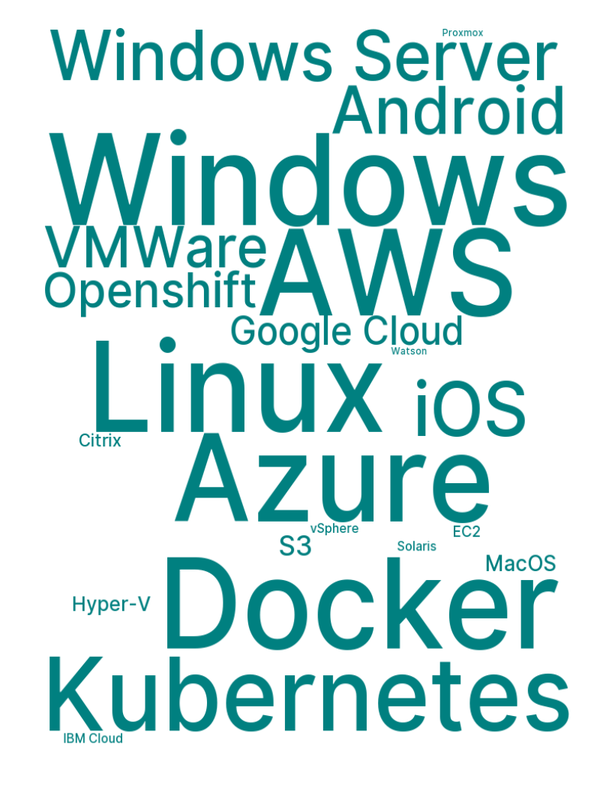 Proxmox
Windows Server
Android
Windows
VMWare
AWS
Openshift
Google Cloud
Watson
Linux
iOS
Citrix
Azure
vSphere
EC2
S3
Solaris
MacOS
Hyper-V
Docker
Kubernetes
IBM Cloud